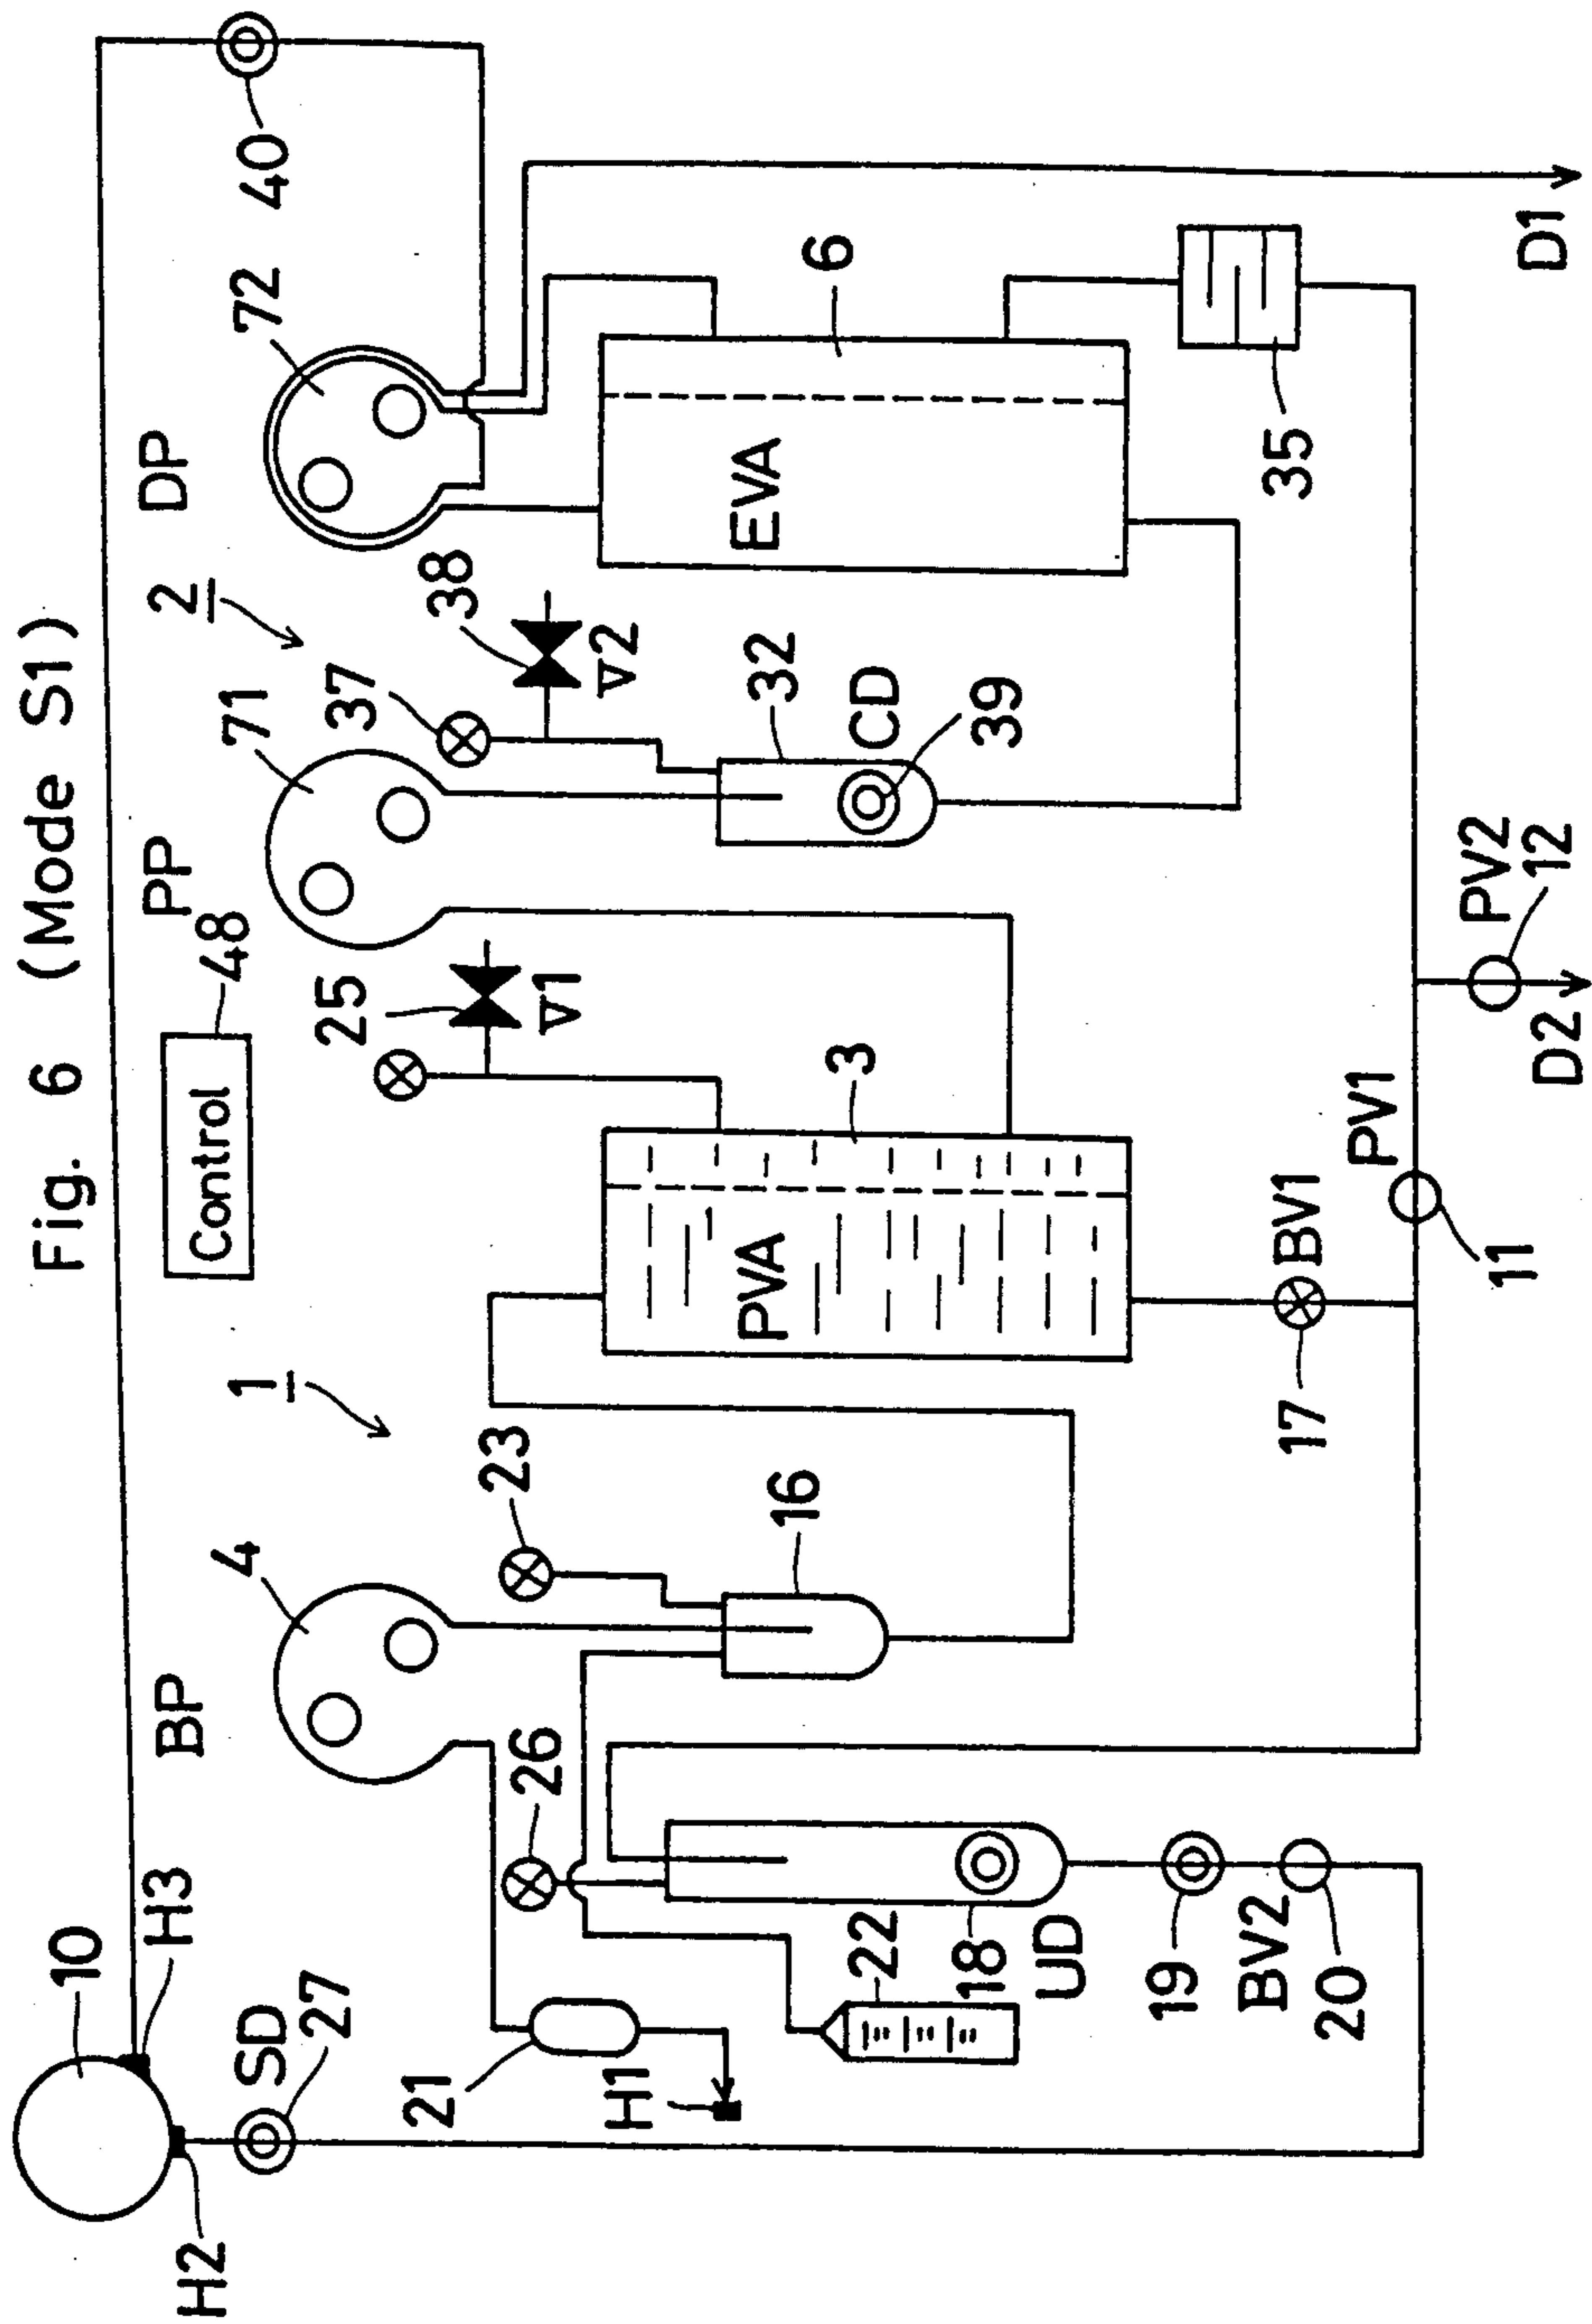 Fig. 6 (Mode S1)
10
H3
H2
SD
27
BP
4
Control
48
PP
71
DP
72
40
1
2
21
H1
26
23
25
V1
37
38
V2
16
22
18
UD
PVA
3
32
CD
39
EVA
6
19
BV2
20
17
BV1
PV1
11
PV2
12
35
D2
D1